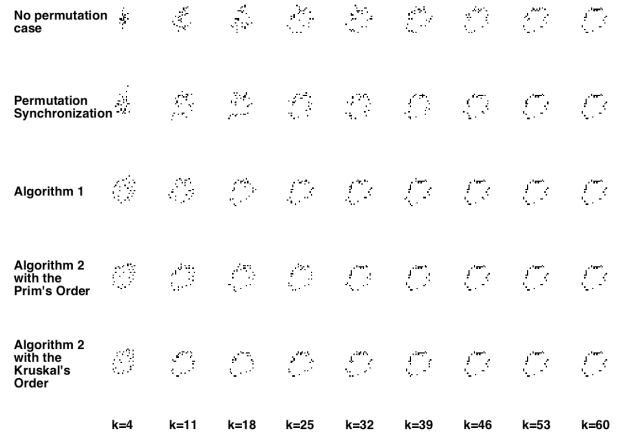 No permutation
case
Permutation
Synchronization
Algorithm 1
Algorithm 2
with the
Prim's Order
Algorithm 2
with the
Kruskal's
Order
k=4 k=11 k=18 k=25 k=32 k=39 k=46 k=53 k=60